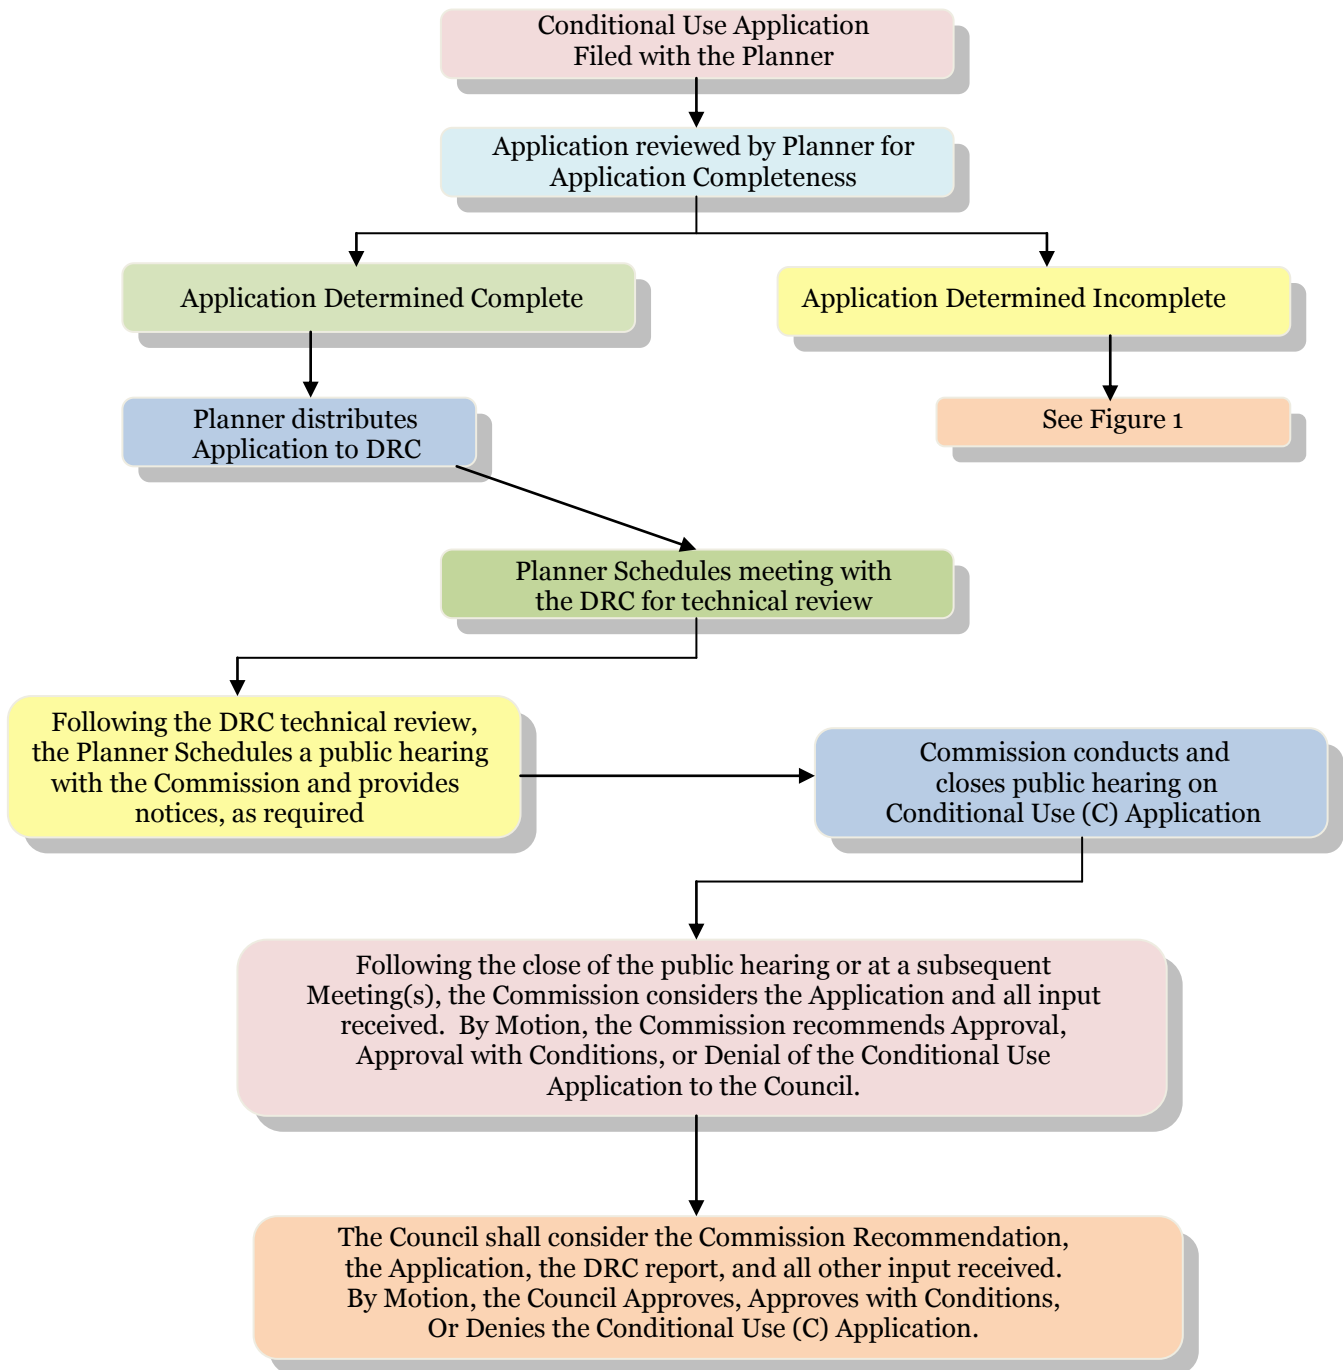 Conditional Use Application
Filed with the Planner
Application reviewed by Planner for
Application Completeness
Application Determined Complete
Application Determined Incomplete
Planner distributes
Application to DRC
See Figure 1
Planner Schedules meeting with
the DRC for technical review
Following the DRC technical review,
the Planner Schedules a public hearing
with the Commission and provides
notices, as required
Commission conducts and
closes public hearing on
Conditional Use (C) Application
Following the close of the public hearing or at a subsequent
Meeting(s), the Commission considers the Application and all input
received.  By Motion, the Commission recommends Approval,
Approval with Conditions, or Denial of the Conditional Use
Application to the Council.
The Council shall consider the Commission Recommendation,
the Application, the DRC report, and all other input received.
By Motion, the Council Approves, Approves with Conditions,
Or Denies the Conditional Use (C) Application.